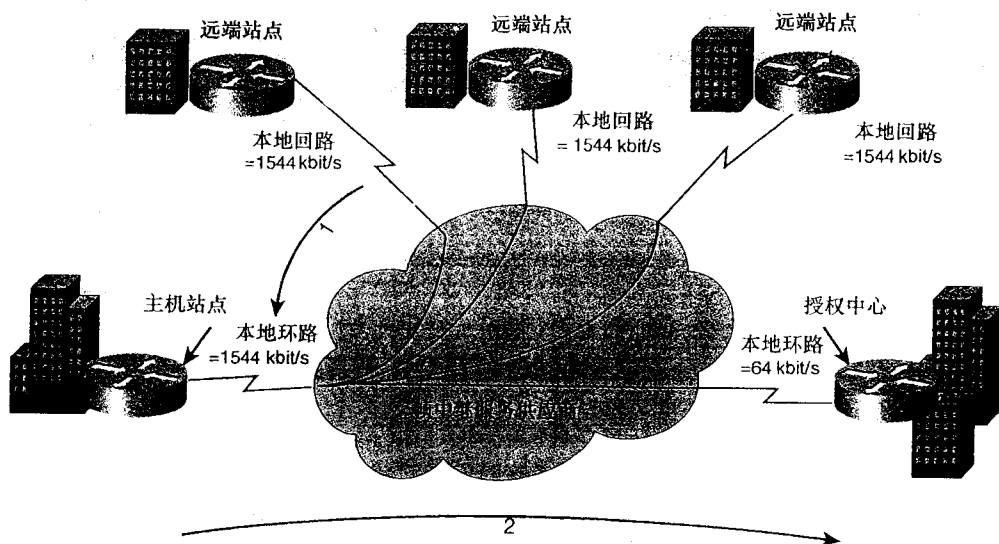 远端站点
远端站点
远端站点
本地回路
=1544 kbit/s
本地回路
= 1544 kbit/s
本地回路
=1544 kbit/s
1
主机站点
本地环路
=1544 kbit/s
授权中心
本地环路
=64 kbit/s
2